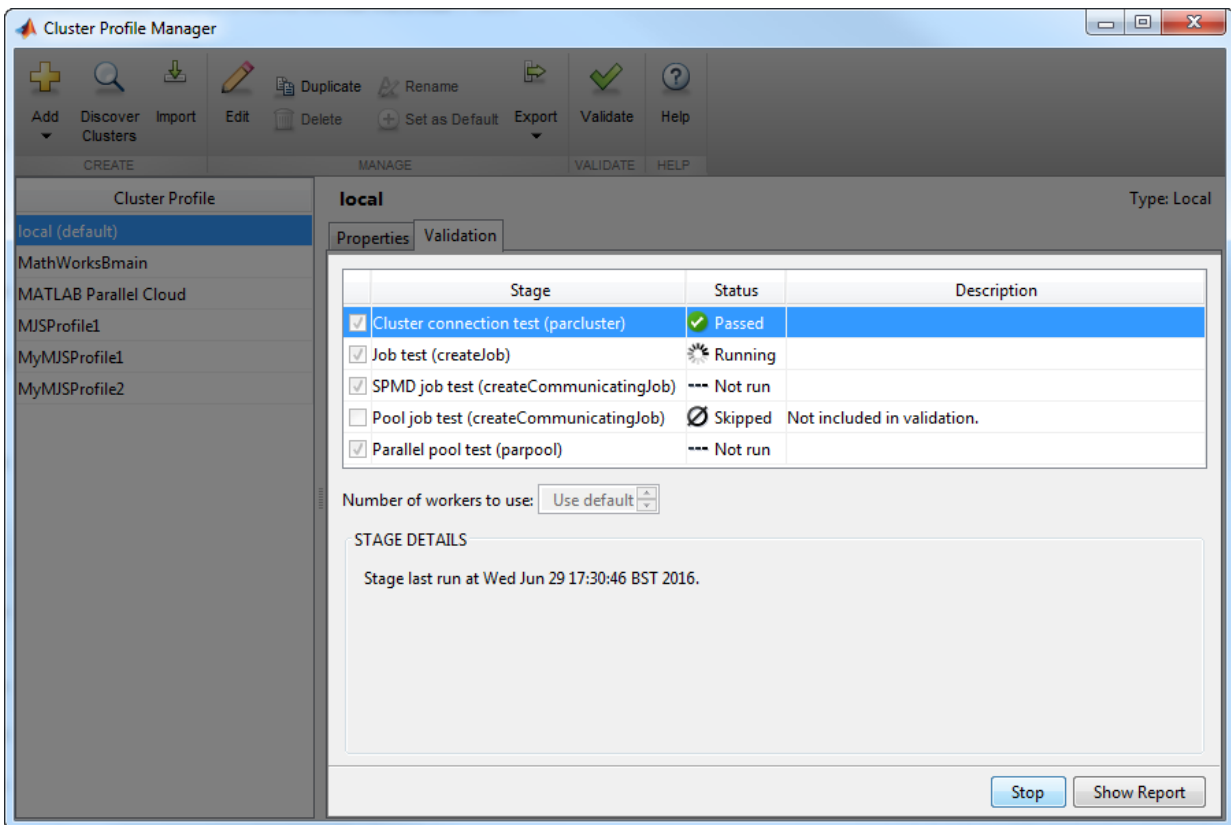 Cluster Profile Manager
Add
Discover Clusters
Import
Edit
Duplicate
Rename
Delete
Set as Default
Export
Validate
Help
CREATE
MANAGE
VALIDATE
HELP
Cluster Profile
local (default)
MathWorksBmain
MATLAB Parallel Cloud
MJSProfile1
MyMJSProfile1
MyMJSProfile2
local
Type: Local
Properties Validation
Stage Status Description
Cluster connection test (parcluster) Passed
Job test (createJob) Running
SPMD job test (createCommunicatingJob) --- Not run
Pool job test (createCommunicatingJob) Skipped Not included in validation.
Parallel pool test (parpool) --- Not run
Number of workers to use: Use default
STAGE DETAILS
Stage last run at Wed Jun 29 17:30:46 BST 2016.
Stop Show Report